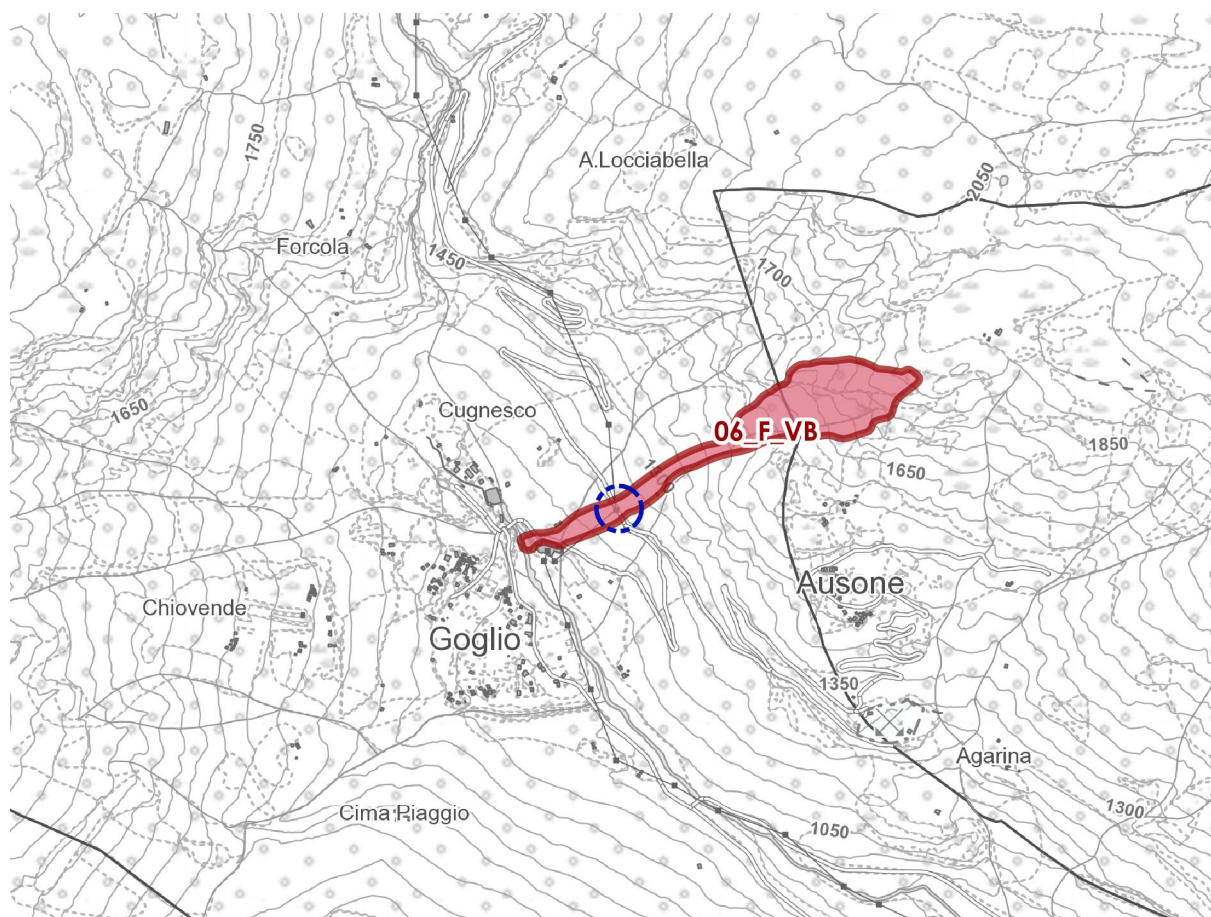 1750
A.Locciabella
2050
Forcola
1450
1700
1650
Cugnesco
06_F_VB
1850
1650
Ausone
Chiovende
Goglio
1350
Agarina
Cima Piaggio
1300
1050